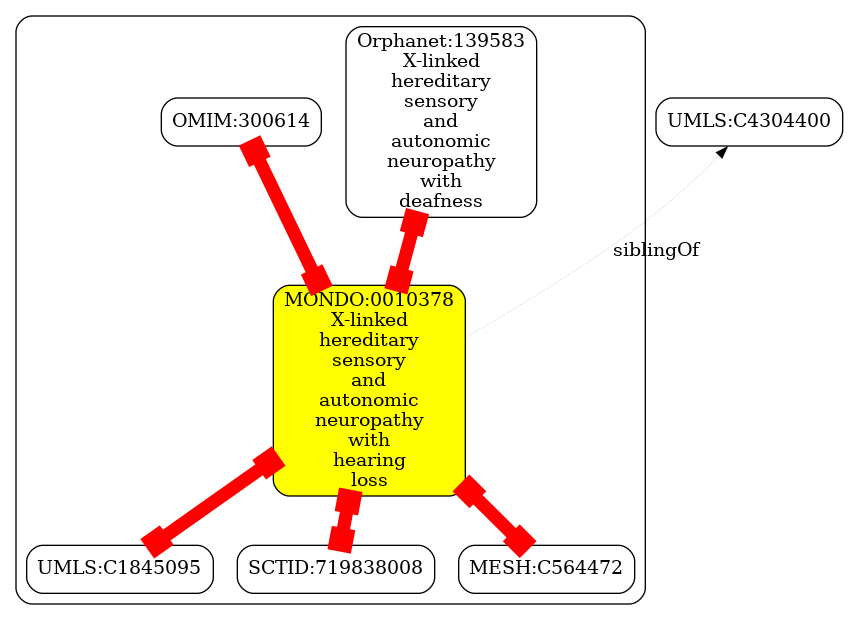 Orphanet:139583
X-linked
hereditary
sensory
and
autonomic
neuropathy
with
deafness
OMIM:300614
UMLS:C4304400
siblingOf
MONDO:0010378
X-linked
hereditary
sensory
and
autonomic
neuropathy
with
hearing
loss
UMLS:C1845095
SCTID:719838008
MESH:C564472